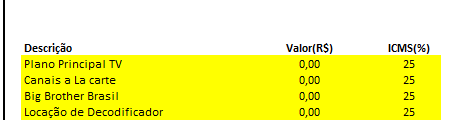 Descrição Valor(R$) ICMS(%)
Plano Principal TV 0,00 25
Canais a La carte 0,00 25
Big Brother Brasil 0,00 25
Locação de Decodificador 0,00 25